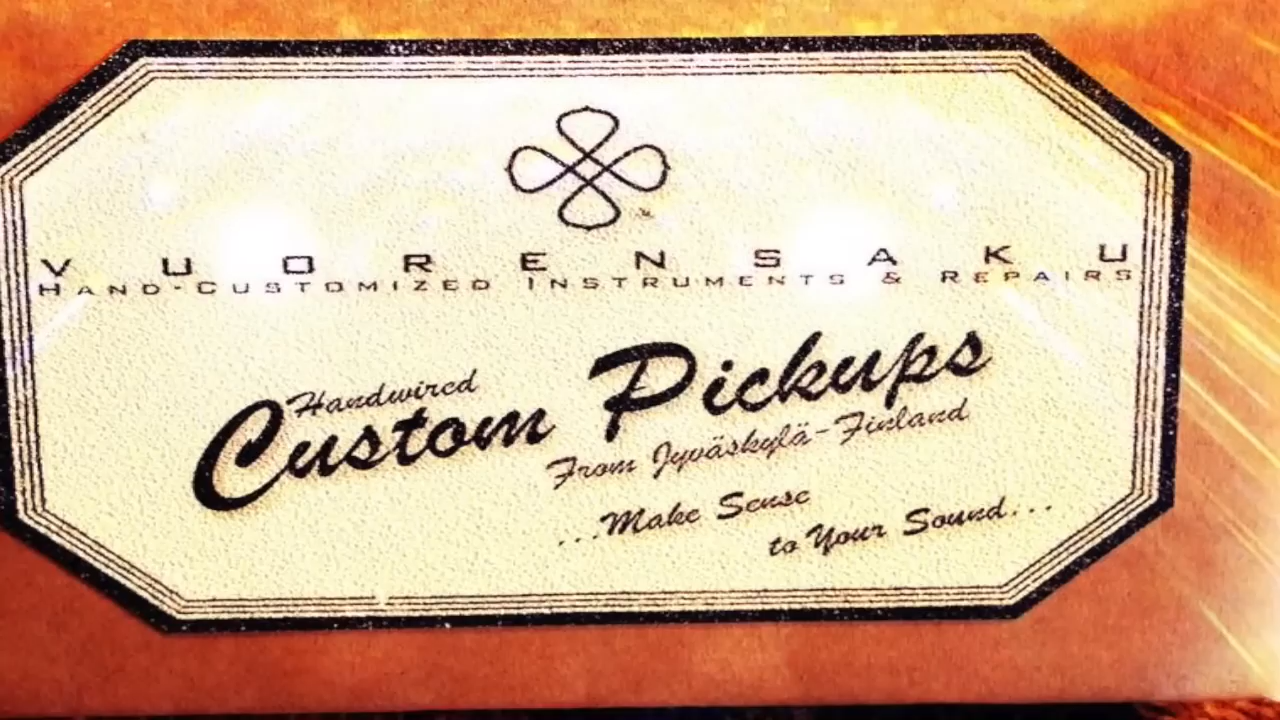 VUORENSAKU
HAND-CUSTOMIZED INSTRUMENTS & REPAIRS
Handwired
Custom Pickups
From Jyväskylä-Finland
...Make Sense
to Your Sound...